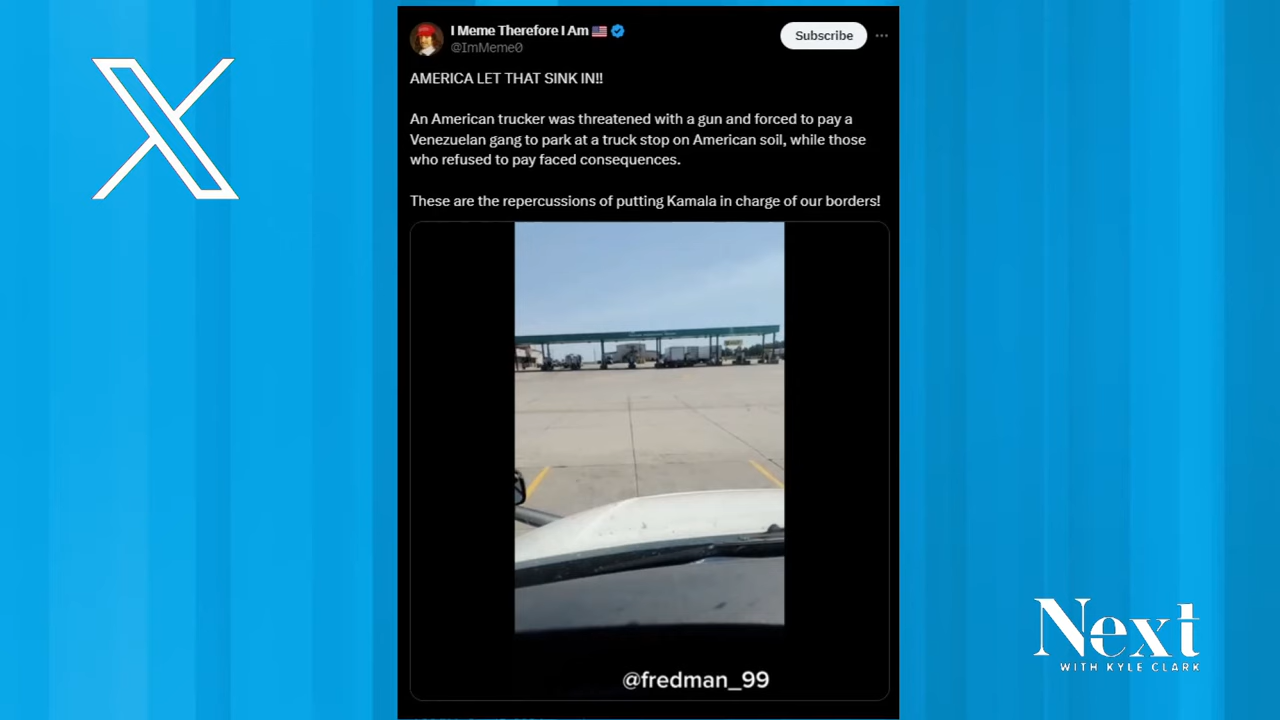 I Meme Therefore I Am
@ImMeme0
Subscribe
AMERICA LET THAT SINK IN!!
An American trucker was threatened with a gun and forced to pay a
Venezuelan gang to park at a truck stop on American soil, while those
who refused to pay faced consequences.
These are the repercussions of putting Kamala in charge of our borders!
@fredman_99
Next
WITH KYLE CLARK